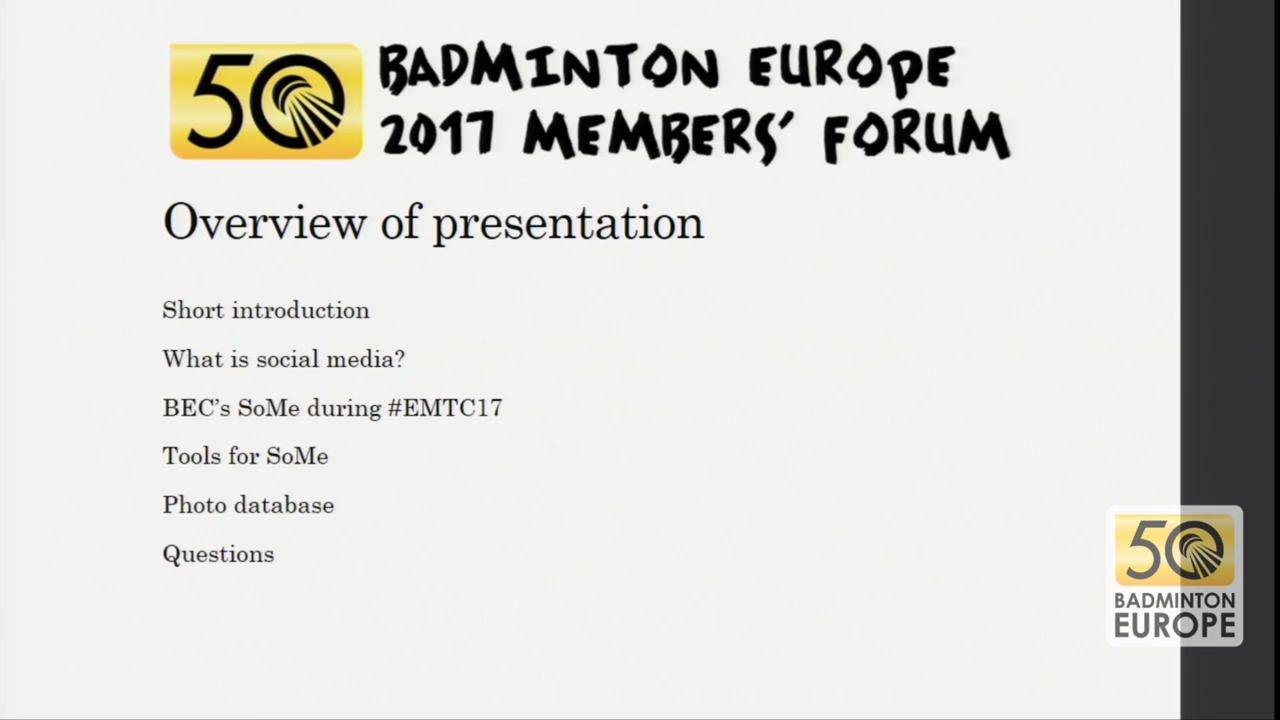 50 BADMINTON EUROPE
2017 MEMBERS' FORUM
Overview of presentation
Short introduction
What is social media?
BEC's SoMe during #EMTC17
Tools for SoMe
Photo database
Questions
50
BADMINTON
EUROPE